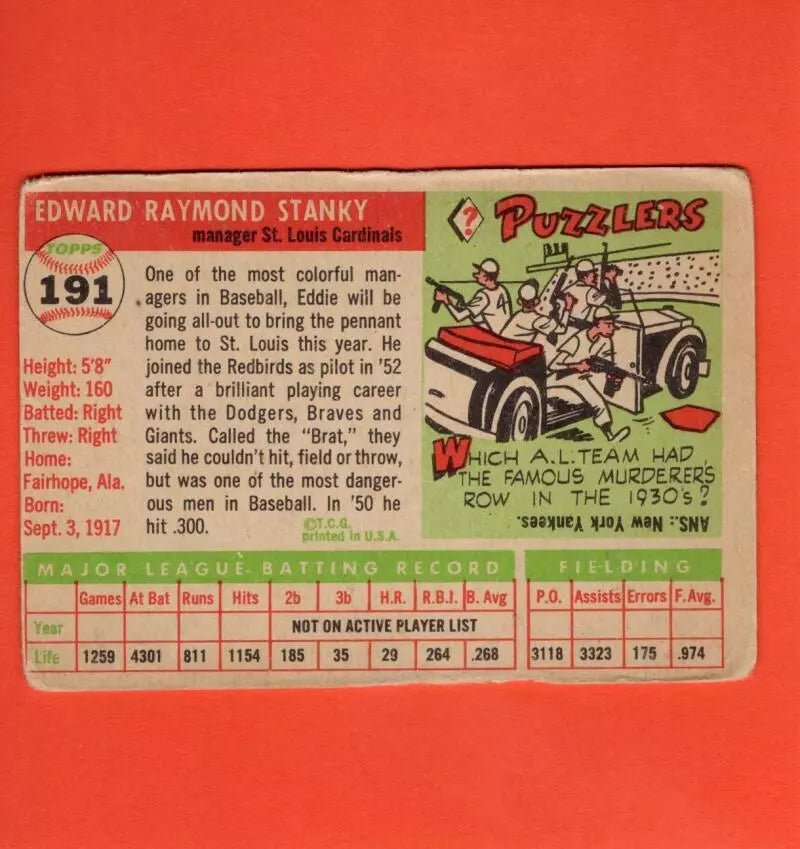 EDWARD RAYMOND STANKY
manager St. Louis Cardinals
TOPPS
191
Height: 5'8"
Weight: 160
Batted: Right
Threw: Right
Home:
Fairhope, Ala.
Born:
Sept. 3, 1917
One of the most colorful man-
agers in Baseball, Eddie will be
going all-out to bring the pennant
home to St. Louis this year. He
joined the Redbirds as pilot in '52
after a brilliant playing career
with the Dodgers, Braves and
Giants. Called the "Brat," they
said he couldn't hit, field or throw,
but was one of the most danger-
ous men in Baseball. In '50 he
hit .300.
©T.C.G.
printed in U.S.A.
? PUZZLERS
4
WHICH A.L. TEAM HAD
THE FAMOUS MURDERER'S
ROW IN THE 1930's?
ANS.: New York Yankees.
MAJOR LEAGUE BATTING RECORD
Games At Bat Runs Hits 2b 3b H.R. R.B.I. B. Avg
Year NOT ON ACTIVE PLAYER LIST
Life 1259 4301 811 1154 185 35 29 264 .268
FIELDING
P.O. Assists Errors F. Avg.
3118 3323 175 .974